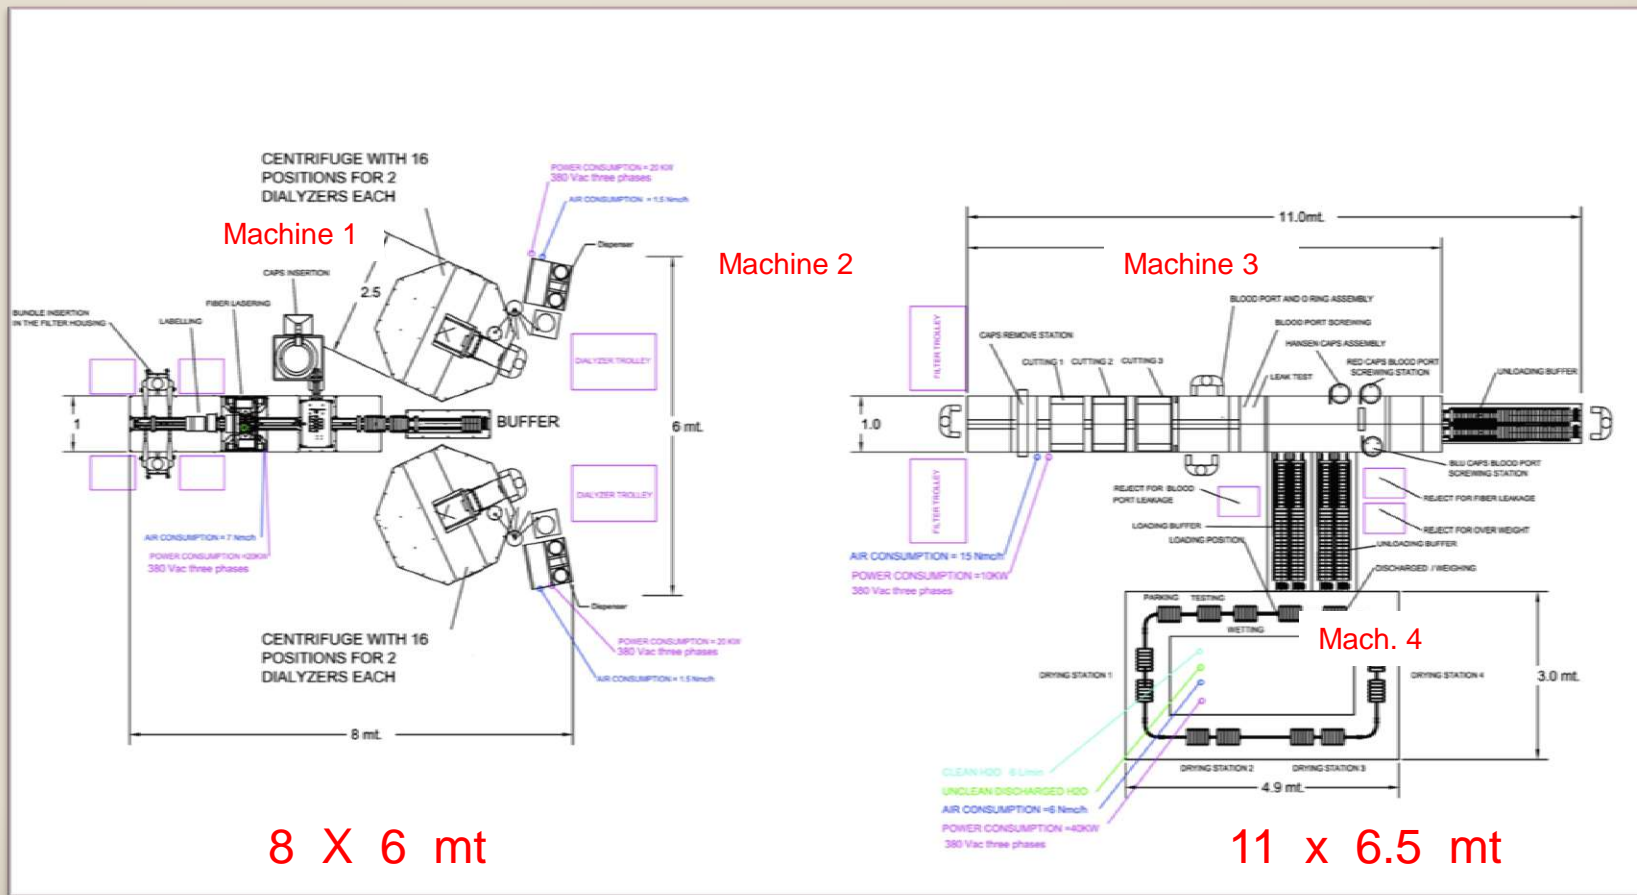 CENTRIFUGE WITH 16
POSITIONS FOR 2
DIALYZERS EACH
POWER CONSUMPTION = 20 KW
380 Vac three phases
AIR CONSUMPTION = 1.5 Nmc/h
Machine 1
Dispenser
CAPS INSERTION
2.5
FIBER LASERING
BUNDLE INSERTION
IN THE FILTER HOUSING
LABELLING
DIALYZER TROLLEY
1
BUFFER
6 mt.
DIALYZER TROLLEY
AIR CONSUMPTION = 7 Nmc/h
POWER CONSUMPTION =20KW
380 Vac three phases
Dispenser
CENTRIFUGE WITH 16
POSITIONS FOR 2
DIALYZERS EACH
POWER CONSUMPTION = 20 KW
380 Vac three phases
AIR CONSUMPTION = 1.5 Nmc/h
8 mt.
8 X 6 mt
Machine 2
11.0mt.
Machine 3
BLOOD PORT AND O RING ASSEMBLY
FILTER TROLLEY
CAPS REMOVE STATION
BLOOD PORT SCREWING
HANSEN CAPS ASSEMBLY
CUTTING 1
CUTTING 2
CUTTING 3
LEAK TEST
RED CAPS BLOOD PORT
SCREWING STATION
UNLOADING BUFFER
1.0
FILTER TROLLEY
BLU CAPS BLOOD PORT
SCREWING STATION
REJECT FOR BLOOD
PORT LEAKAGE
REJECT FOR FIBER LEAKAGE
LOADING BUFFER
REJECT FOR OVER WEIGHT
LOADING POSITION
UNLOADING BUFFER
AIR CONSUMPTION = 15 Nmc/h
POWER CONSUMPTION =10KW
380 Vac three phases
DISCHARGED / WEIGHING
PARKING
TESTING
WETTING
Mach. 4
DRYING STATION 1
DRYING STATION 4
3.0 mt.
CLEAN H2O 6 L/min
DRYING STATION 2
DRYING STATION 3
UNCLEAN DISCHARGED H2O
4.9 mt.
AIR CONSUMPTION =6 Nmc/h
POWER CONSUMPTION =40KW
380 Vac three phases
11 x 6.5 mt